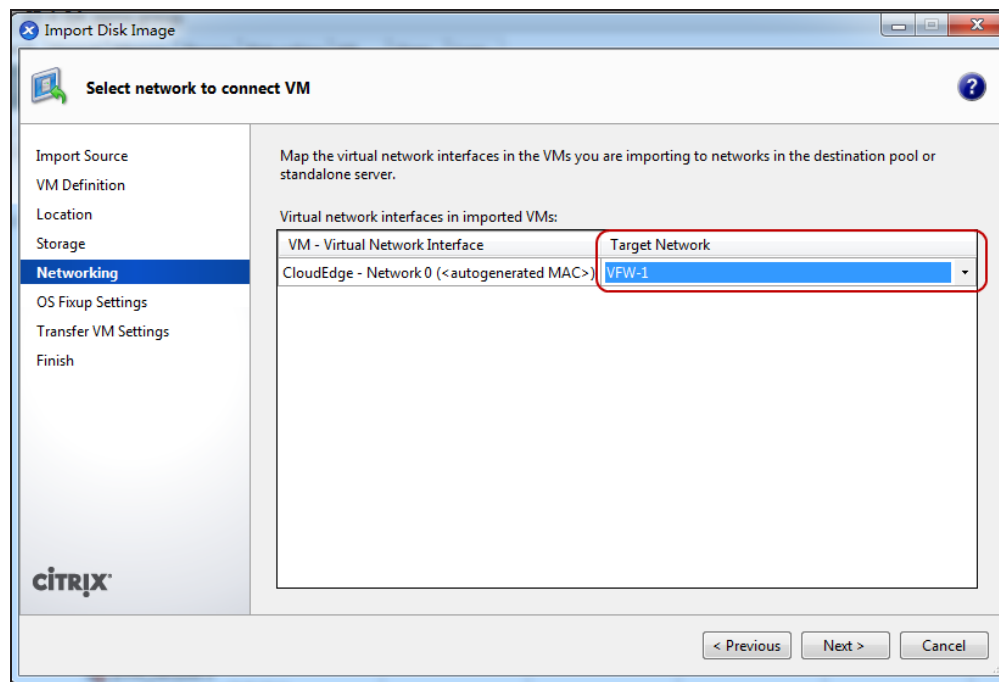 Import Disk Image
Select network to connect VM
Import Source
VM Definition
Location
Storage
Networking
OS Fixup Settings
Transfer VM Settings
Finish
Map the virtual network interfaces in the VMs you are importing to networks in the destination pool or
standalone server.
Virtual network interfaces in imported VMs:
VM - Virtual Network Interface Target Network
CloudEdge - Network 0 (<autogenerated MAC>) VFW-1
CİTRIX
< Previous Next > Cancel